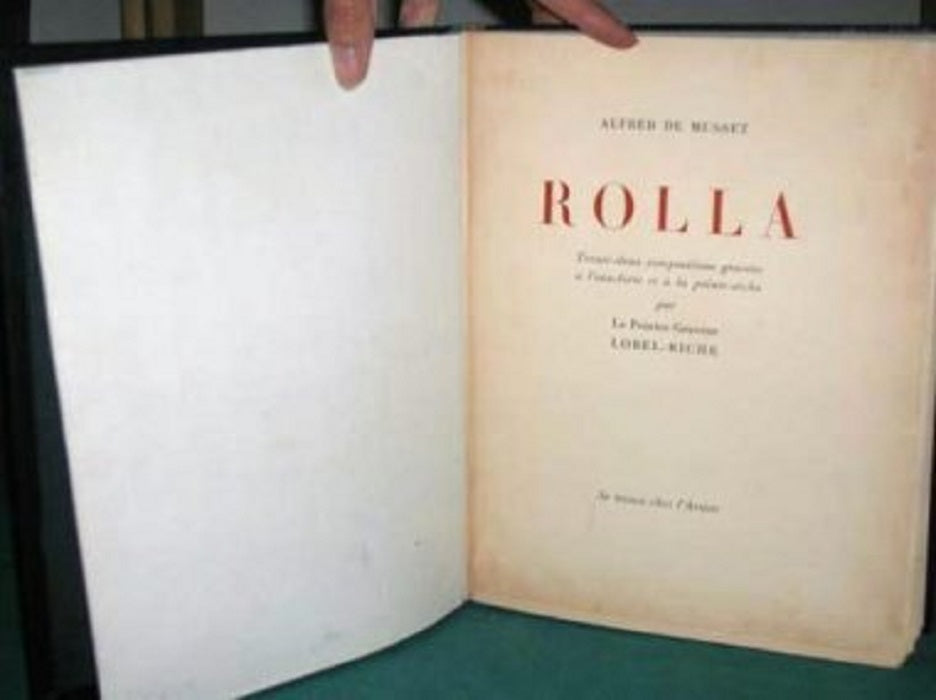 ALFRED DE MUSSET
ROLLA
Trente-deux compositions gravées
à l'eau-forte et à la pointe-sèche
par
Le Peintre-Graveur
LOBEL-RICHE
Se trouve chez l'Artiste